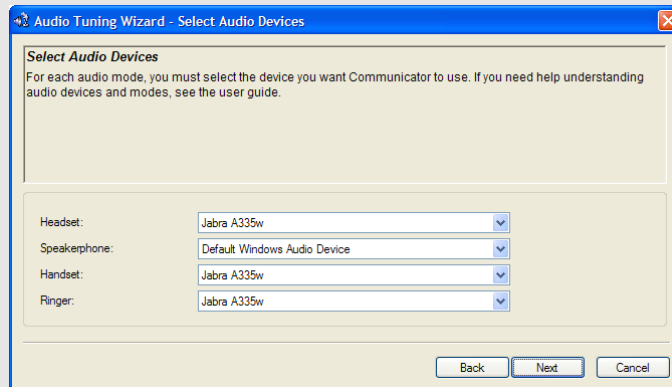 Audio Tuning Wizard - Select Audio Devices
Select Audio Devices
For each audio mode, you must select the device you want Communicator to use. If you need help understanding
audio devices and modes, see the user guide.
Headset: Jabra A335w
Speakerphone: Default Windows Audio Device
Handset: Jabra A335w
Ringer: Jabra A335w
Back Next Cancel